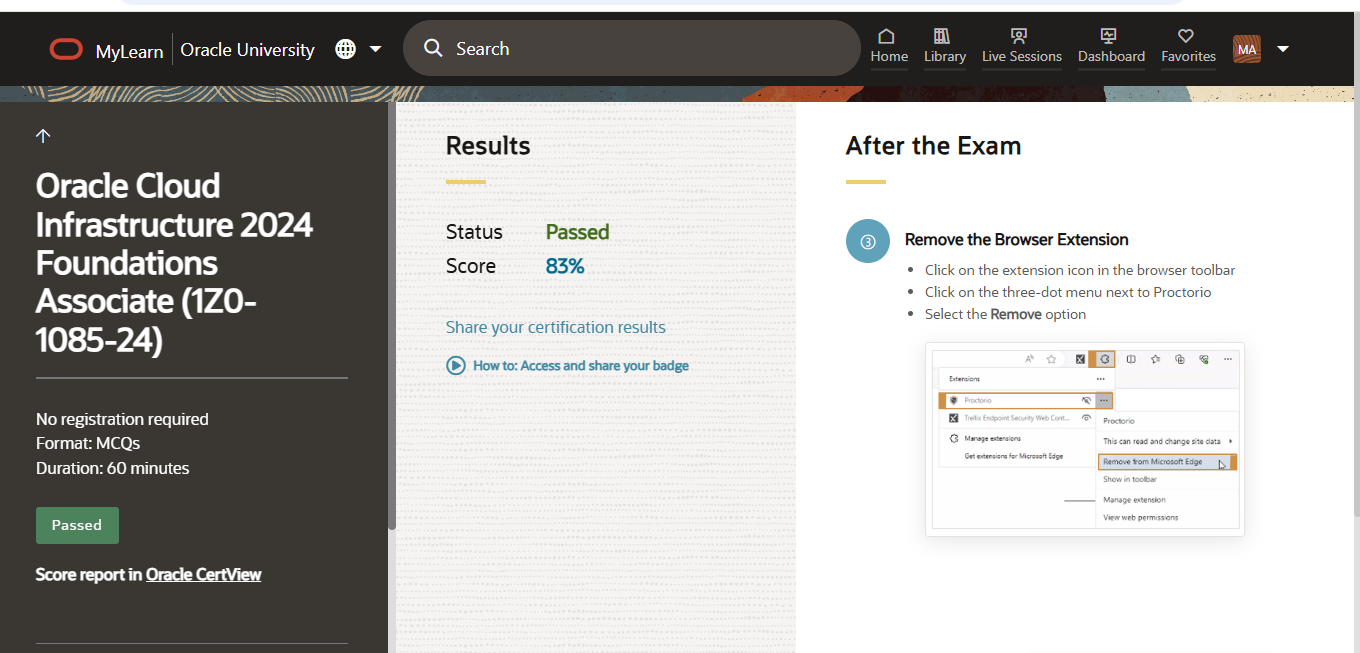 MyLearn
Oracle University
Search
Home
Library
Live Sessions
Dashboard
Favorites
MA
Oracle Cloud
Infrastructure 2024
Foundations
Associate (1Z0-
1085-24)
No registration required
Format: MCQs
Duration: 60 minutes
Passed
Score report in Oracle CertView
Results
Status Passed
Score 83%
Share your certification results
How to: Access and share your badge
After the Exam
3 Remove the Browser Extension
• Click on the extension icon in the browser toolbar
• Click on the three-dot menu next to Proctorio
• Select the Remove option
Extensions
Proctorio
Trellix Endpoint Security Web Cont...
Manage extensions
Get extensions for Microsoft Edge
Proctorio
This can read and change site data
Remove from Microsoft Edge
Show in toolbar
Manage extension
View web permissions